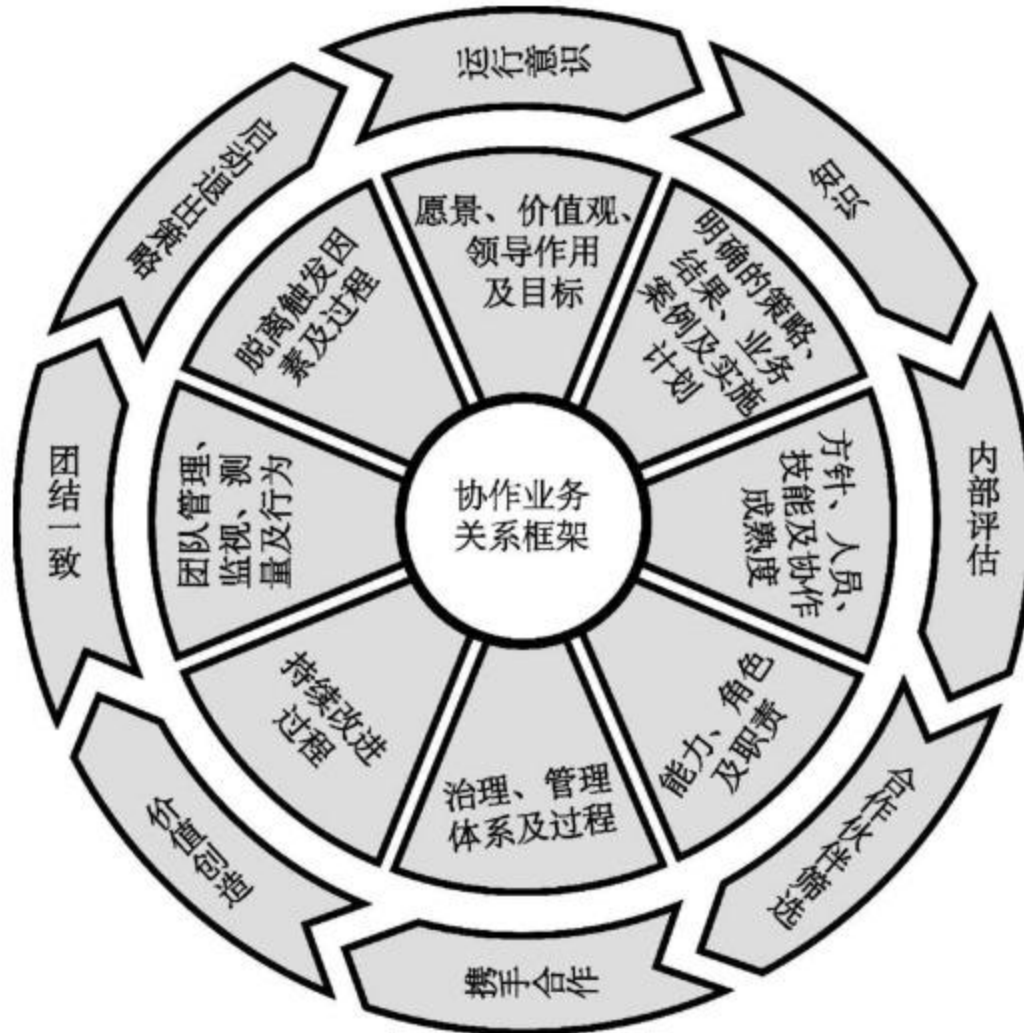 运行意识
知识
内部评估
合作伙伴筛选
携手合作
价值创造
团结一致
启动退出策略
愿景、价值观、
领导作用
及目标
明确的策略、
结果、业务
案例及实施
计划
方针、人员、
技能及协作
成熟度
能力、角色
及职责
治理、管理
体系及过程
持续改进
过程
团队管理、
监视、测
量及行为
脱离触发因
素及过程
协作业务
关系框架